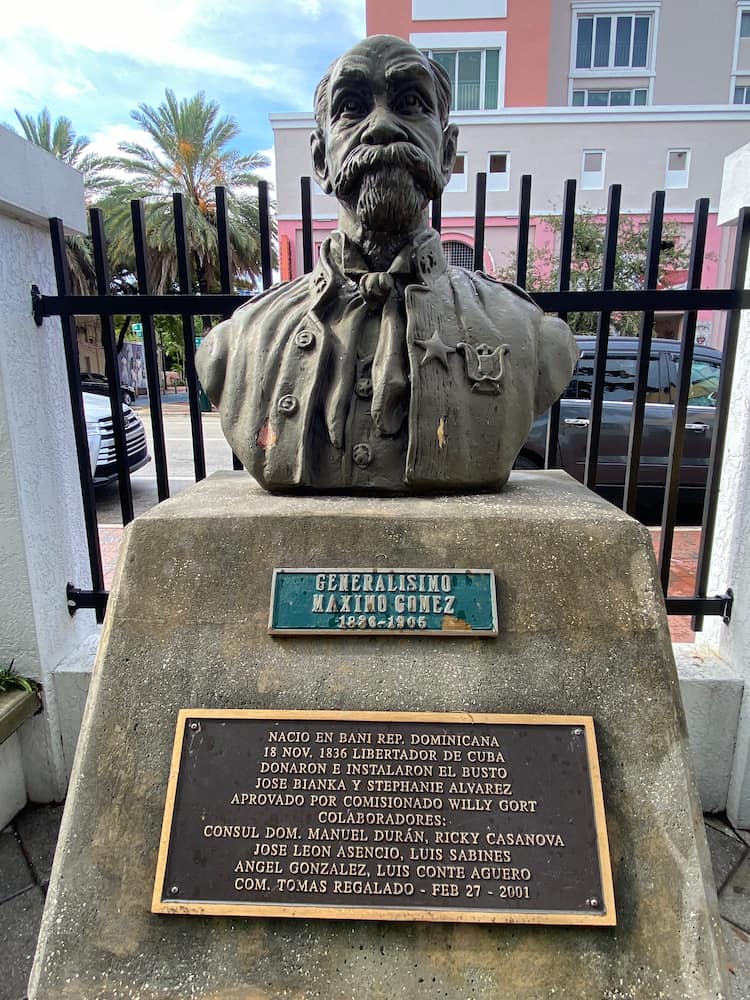 GENERALISIMO
MAXIMO GOMEZ
1836-1905
NACIO EN BANI REP. DOMINICANA
18 NOV. 1836 LIBERTADOR DE CUBA
DONARON E INSTALARON EL BUSTO
JOSE BIANKA Y STEPHANIE ALVAREZ
APROVADO POR COMISIONADO WILLY GORT
COLABORADORES:
CONSUL DOM. MANUEL DURÁN, RICKY CASANOVA
JOSE LEON ASENCIO, LUIS SABINES
ANGEL GONZALEZ, LUIS CONTE AGUERO
COM. TOMAS REGALADO - FEB 27 - 2001